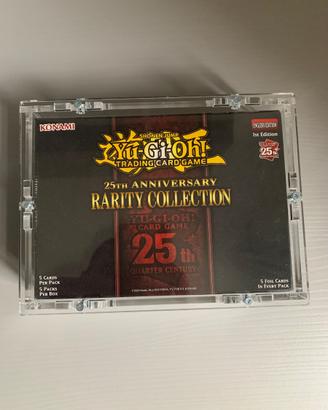 KONAMI
SHONEN JUMP
Yu-Gi-Oh!
TRADING CARD GAME
1st Edition
25th
25TH ANNIVERSARY
RARITY COLLECTION
YU-GI-OH!
CARD GAME
25th
QUARTER CENTURY
5 CARDS
PER PACK
5 PACKS
PER BOX
5 FOIL CARDS
IN EVERY PACK